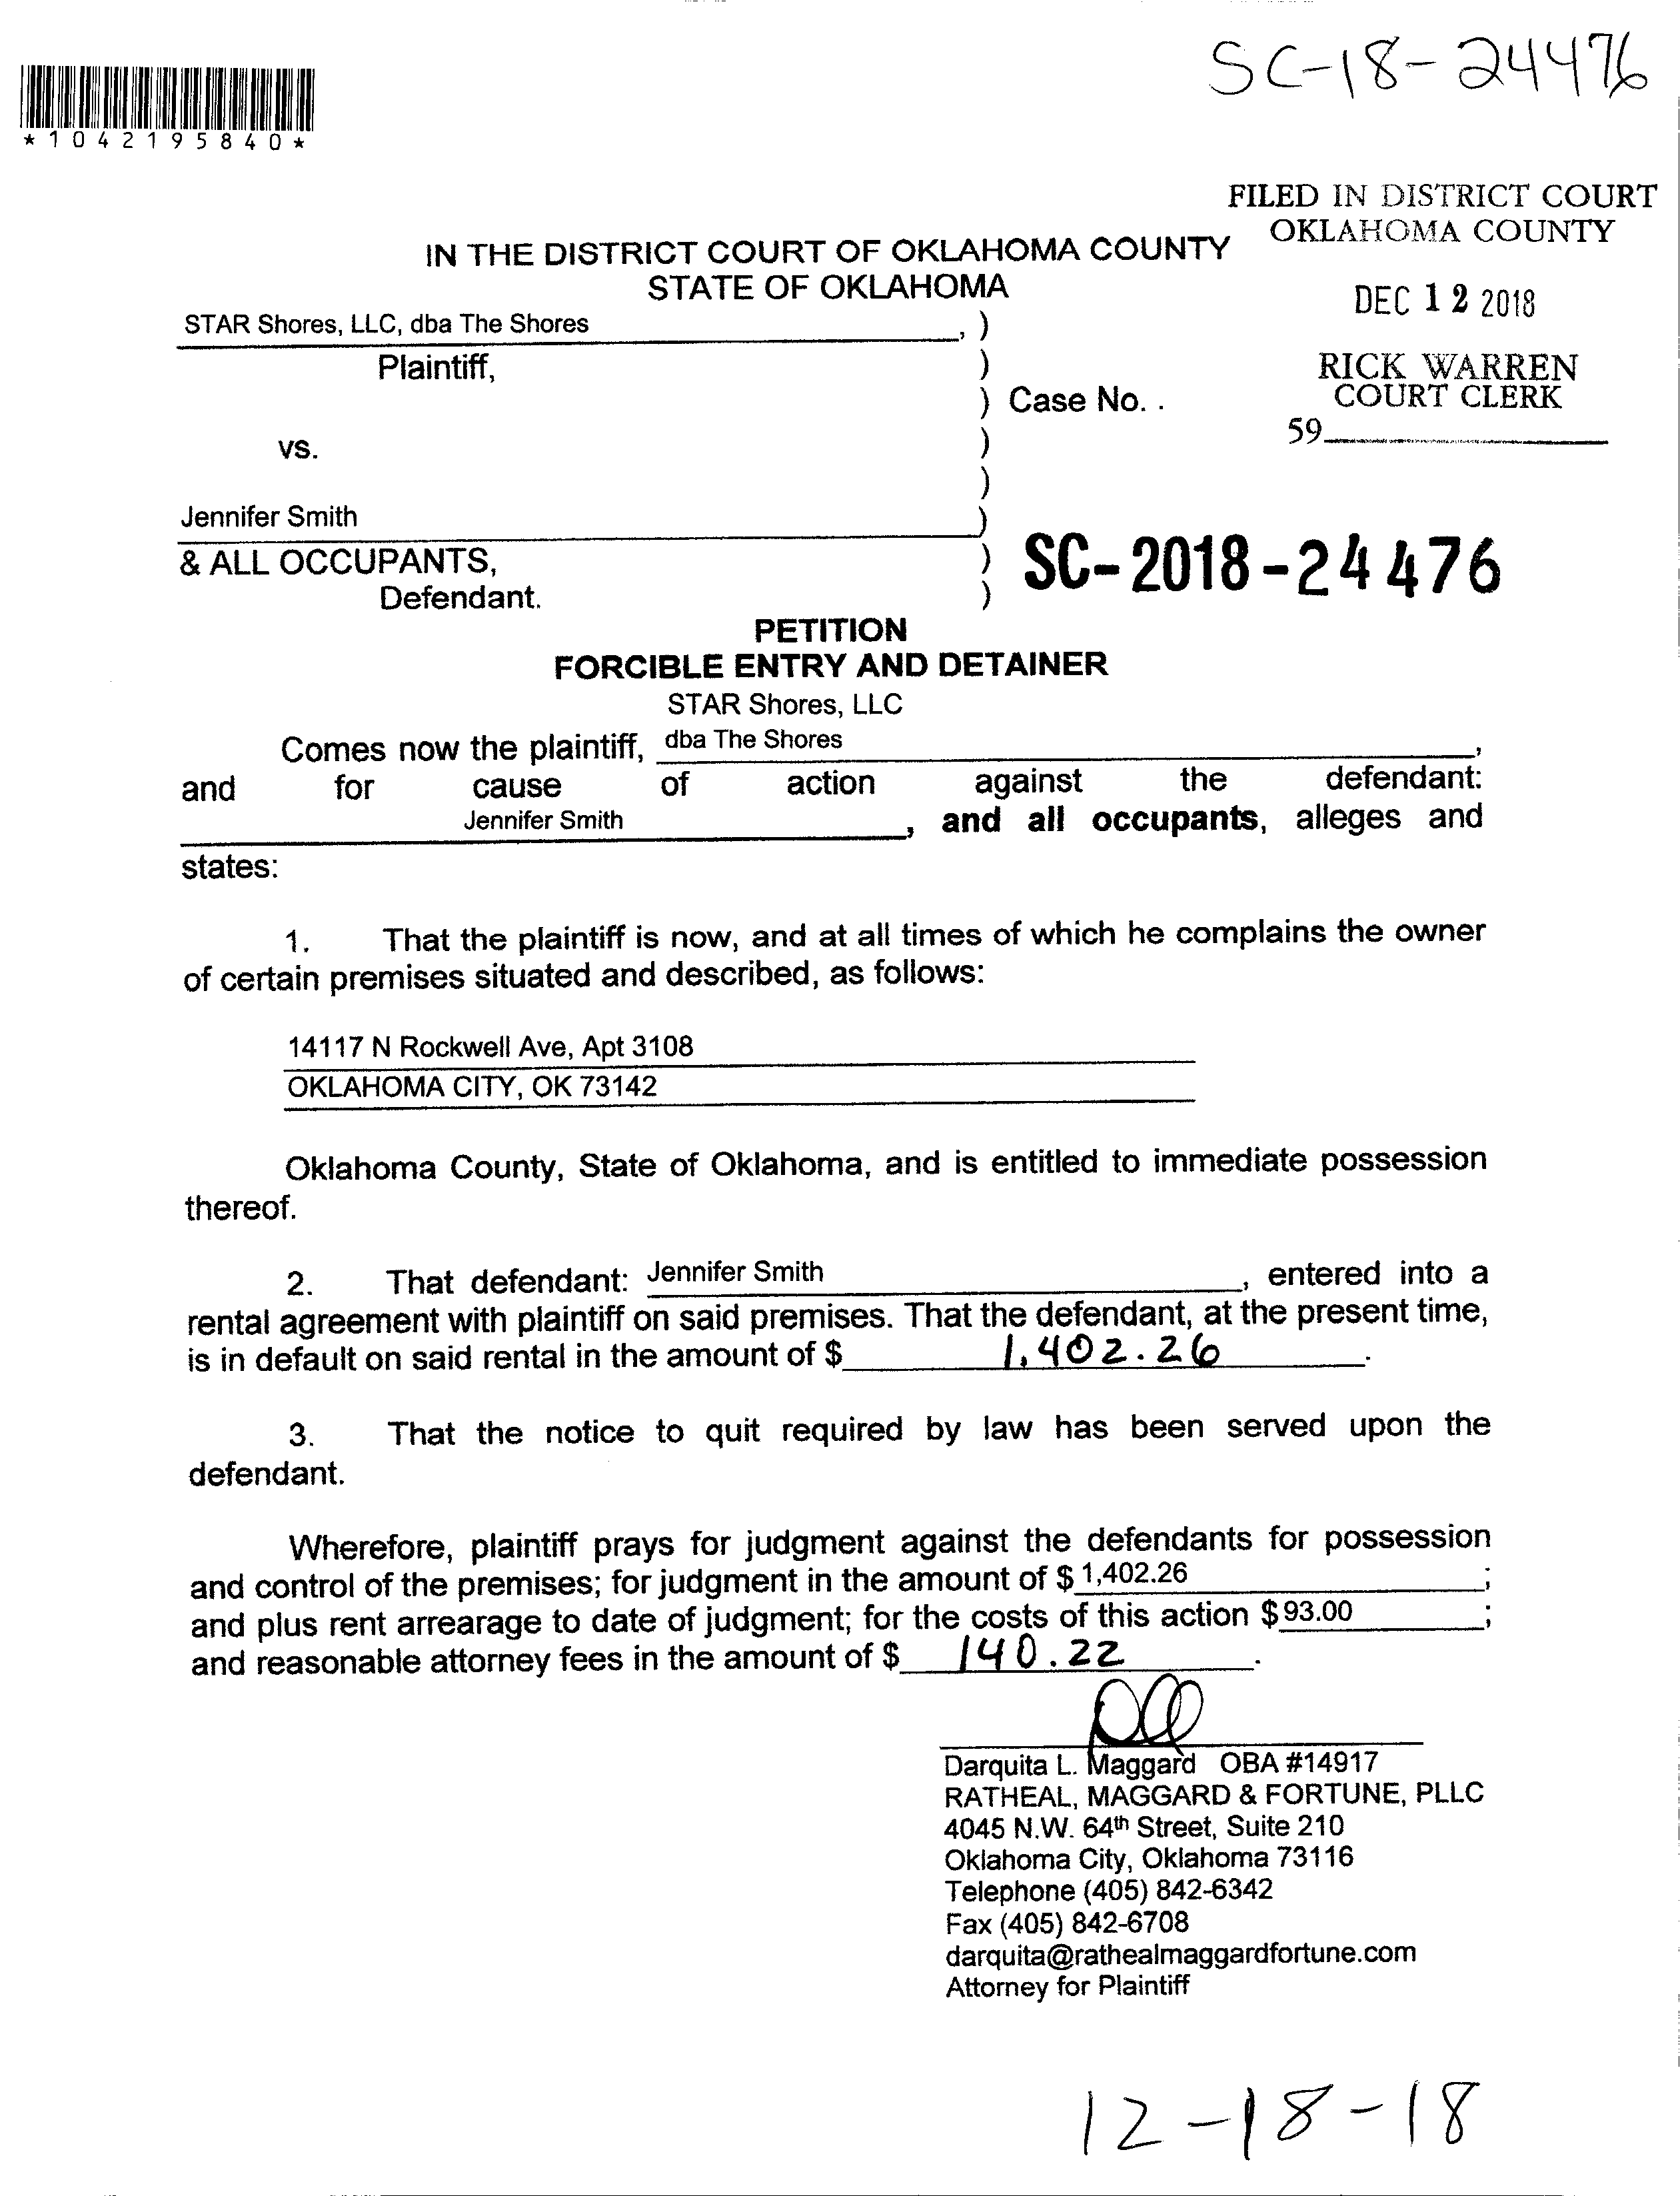 SC-18-24476
*1042195840*
FILED IN DISTRICT COURT
OKLAHOMA COUNTY
IN THE DISTRICT COURT OF OKLAHOMA COUNTY
STATE OF OKLAHOMA
DEC 12 2018
STAR Shores, LLC, dba The Shores , )
Plaintiff, )
RICK WARREN
COURT CLERK
) Case No. .
59
vs. )
)
Jennifer Smith )
& ALL OCCUPANTS, )
SC-2018-24476
Defendant. )
PETITION
FORCIBLE ENTRY AND DETAINER
STAR Shores, LLC
Comes now the plaintiff, dba The Shores ,
and for cause of action against the defendant:
Jennifer Smith , and all occupants, alleges and
states:
1. That the plaintiff is now, and at all times of which he complains the owner
of certain premises situated and described, as follows:
14117 N Rockwell Ave, Apt 3108
OKLAHOMA CITY, OK 73142
Oklahoma County, State of Oklahoma, and is entitled to immediate possession
thereof.
2. That defendant: Jennifer Smith , entered into a
rental agreement with plaintiff on said premises. That the defendant, at the present time,
is in default on said rental in the amount of $ 1,402.26 .
3. That the notice to quit required by law has been served upon the
defendant.
Wherefore, plaintiff prays for judgment against the defendants for possession
and control of the premises; for judgment in the amount of $ 1,402.26 ;
and plus rent arrearage to date of judgment; for the costs of this action $ 93.00 ;
and reasonable attorney fees in the amount of $ 140.22 .
Darquita L. Maggard OBA #14917
RATHEAL, MAGGARD & FORTUNE, PLLC
4045 N.W. 64th Street, Suite 210
Oklahoma City, Oklahoma 73116
Telephone (405) 842-6342
Fax (405) 842-6708
darquita@rathealmaggardfortune.com
Attorney for Plaintiff
12-18-18